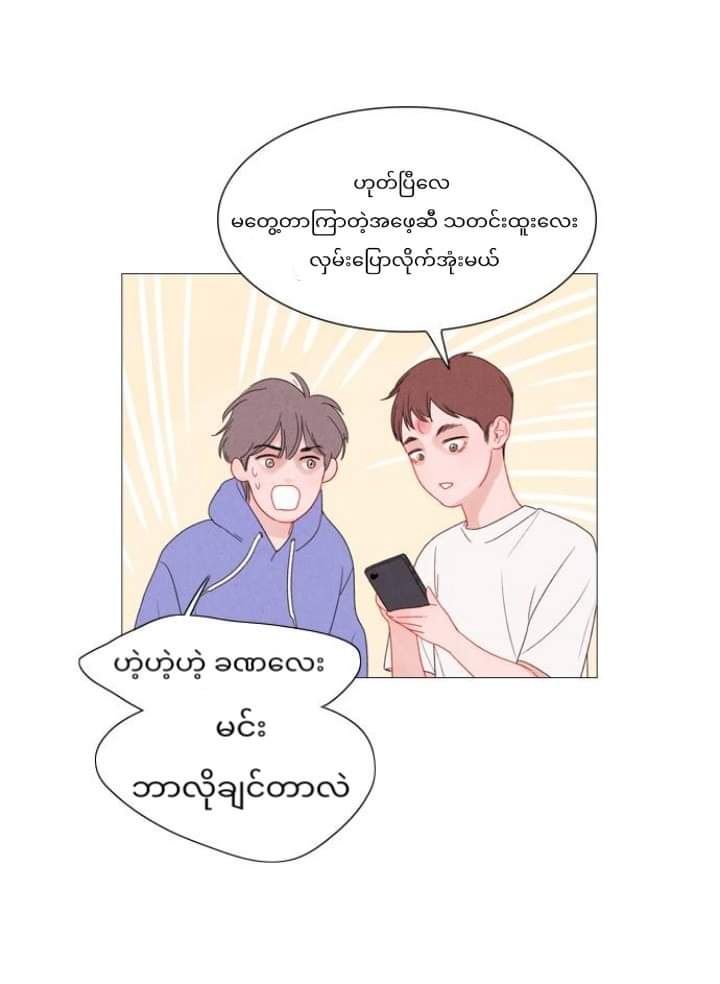 ဟုတ်ပြီလေ
မတွေ့တာကြာတဲ့အဖေ့ဆီ သတင်းထူးလေး
လှမ်းပြောလိုက်အုံးမယ်
ဟဲ့ဟဲ့ဟဲ့ ခဏလေး
မင်း
ဘာလိုချင်တာလဲ